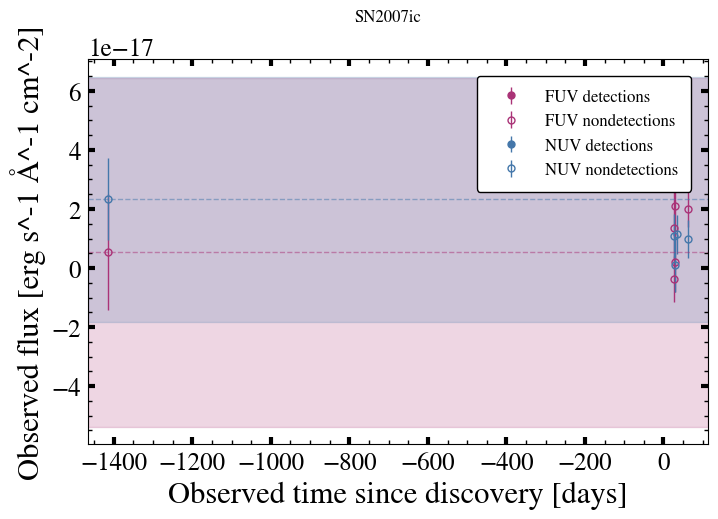 SN2007ic
1e−17
6
4
2
0
−2
−4
Observed flux [erg s^-1 Å^-1 cm^-2]
FUV detections
FUV nondetections
NUV detections
NUV nondetections
−1400 −1200 −1000 −800 −600 −400 −200 0
Observed time since discovery [days]